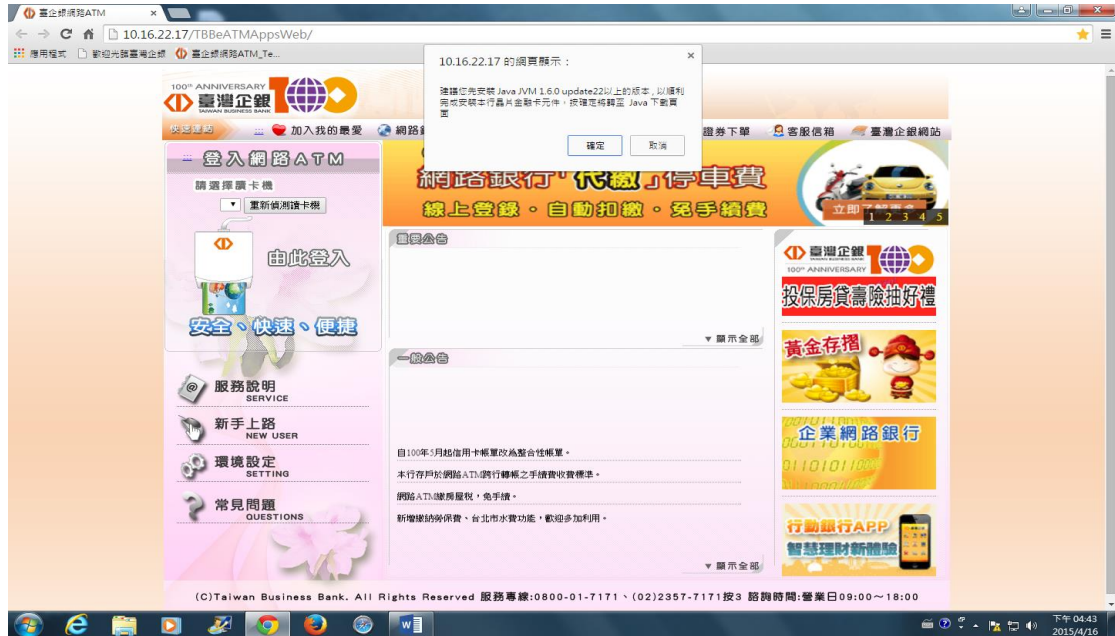 臺企銀網路ATM
10.16.22.17/TBBeATMAppsWeb/
應用程式 歡迎光臨臺灣企銀 臺企銀網路ATM_Te...
10.16.22.17 的網頁顯示：
建議您先安裝 Java JVM 1.6.0 update22以上的版本，以順利
完成安裝本行晶片金融卡元件，按確定將轉至 Java 下載頁
面
確定 取消
100th ANNIVERSARY
臺灣企銀
TAIWAN BUSINESS BANK
快速連結 加入我的最愛 網路 證券下單 客服信箱 臺灣企銀網站
登入網路ATM
請選擇讀卡機
重新偵測讀卡機
由此登入
安全、快速、便捷
網路銀行「代繳」停車費
線上登錄・自動扣繳・免手續費
立即了解更多
1 2 3 4 5
重要公告
顯示全部
一般公告
自100年5月起信用卡帳單改為整合性帳單。
本行存戶於網路ATM跨行轉帳之手續費收費標準。
網路ATM繳房屋稅，免手續。
新增繳納勞保費、台北市水費功能，歡迎多加利用。
顯示全部
服務說明
SERVICE
新手上路
NEW USER
環境設定
SETTING
常見問題
QUESTIONS
臺灣企銀
TAIWAN BUSINESS BANK
100th ANNIVERSARY
投保房貸壽險抽好禮
黃金存摺
企業網路銀行
行動銀行APP
智慧理財新體驗
(C)Taiwan Business Bank. All Rights Reserved 服務專線:0800-01-7171、(02)2357-7171按3 諮詢時間:營業日09:00～18:00
下午 04:43
2015/4/16